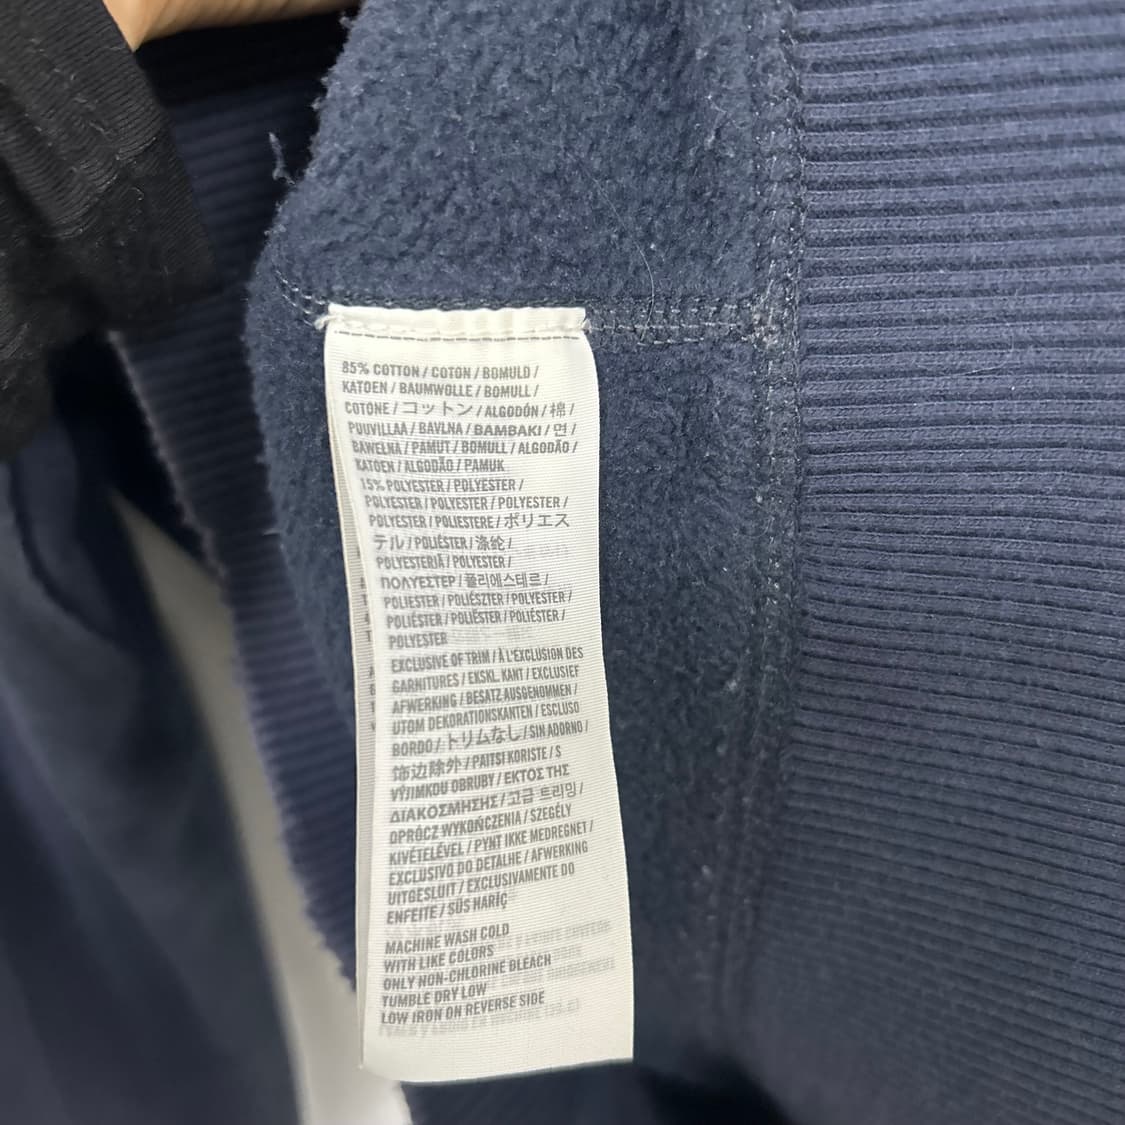 85% COTTON / COTON / BOMULD /
KATOEN / BAUMWOLLE / BOMULL /
COTONE / コットン / ALGODÓN / 棉 /
PUUVILLAA / BAVLNA / ΒΑΜΒΑΚΙ / 면 /
BAWEŁNA / PAMUT / BOMULL / ALGODÃO /
KATOEN / ALGODÃO / PAMUK
15% POLYESTER / POLYESTER /
POLYESTER / POLYESTER / POLYESTER /
POLYESTER / POLIESTERE / ポリエス
テル / POLIÉSTER / 涤纶 /
POLYESTERIÄ / POLYESTER /
ΠΟΛΥΕΣΤΕΡ / 폴리에스테르 /
POLIESTER / POLIÉSZTER / POLYESTER /
POLIÉSTER / POLIËSTER / POLIÉSTER /
POLYESTER
EXCLUSIVE OF TRIM / À L'EXCLUSION DES
GARNITURES / EKSKL. KANT / EXCLUSIEF
AFWERKING / BESATZ AUSGENOMMEN /
UTOM DEKORATIONSKANTEN / ESCLUSO
BORDO / トリムなし / SIN ADORNO /
饰边除外 / PAITSI KORISTE / S
VÝJIMKOU OBRUBY / ΕΚΤΟΣ ΤΗΣ
ΔΙΑΚΟΣΜΗΣΗΣ / 고급 트리밍 /
OPRÓCZ WYKOŃCZENIA / SZEGÉLY
KIVÉTELÉVEL / PYNT IKKE MEDREGNET /
EXCLUSIVO DO DETALHE / AFWERKING
UITGESLUIT / EXCLUSIVAMENTE DO
ENFEITE / SÜS HARİÇ
MACHINE WASH COLD
WITH LIKE COLORS
ONLY NON-CHLORINE BLEACH
TUMBLE DRY LOW
LOW IRON ON REVERSE SIDE